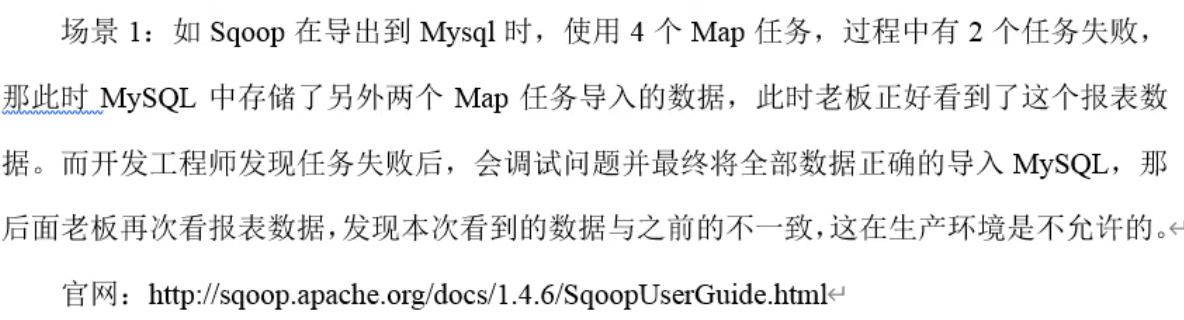 场景 1：如 Sqoop 在导出到 Mysql 时，使用 4 个 Map 任务，过程中有 2 个任务失败，
那此时 MySQL 中存储了另外两个 Map 任务导入的数据，此时老板正好看到了这个报表数
据。而开发工程师发现任务失败后，会调试问题并最终将全部数据正确的导入 MySQL，那
后面老板再次看报表数据，发现本次看到的数据与之前的不一致，这在生产环境是不允许的。↵
官网：http://sqoop.apache.org/docs/1.4.6/SqoopUserGuide.html↵